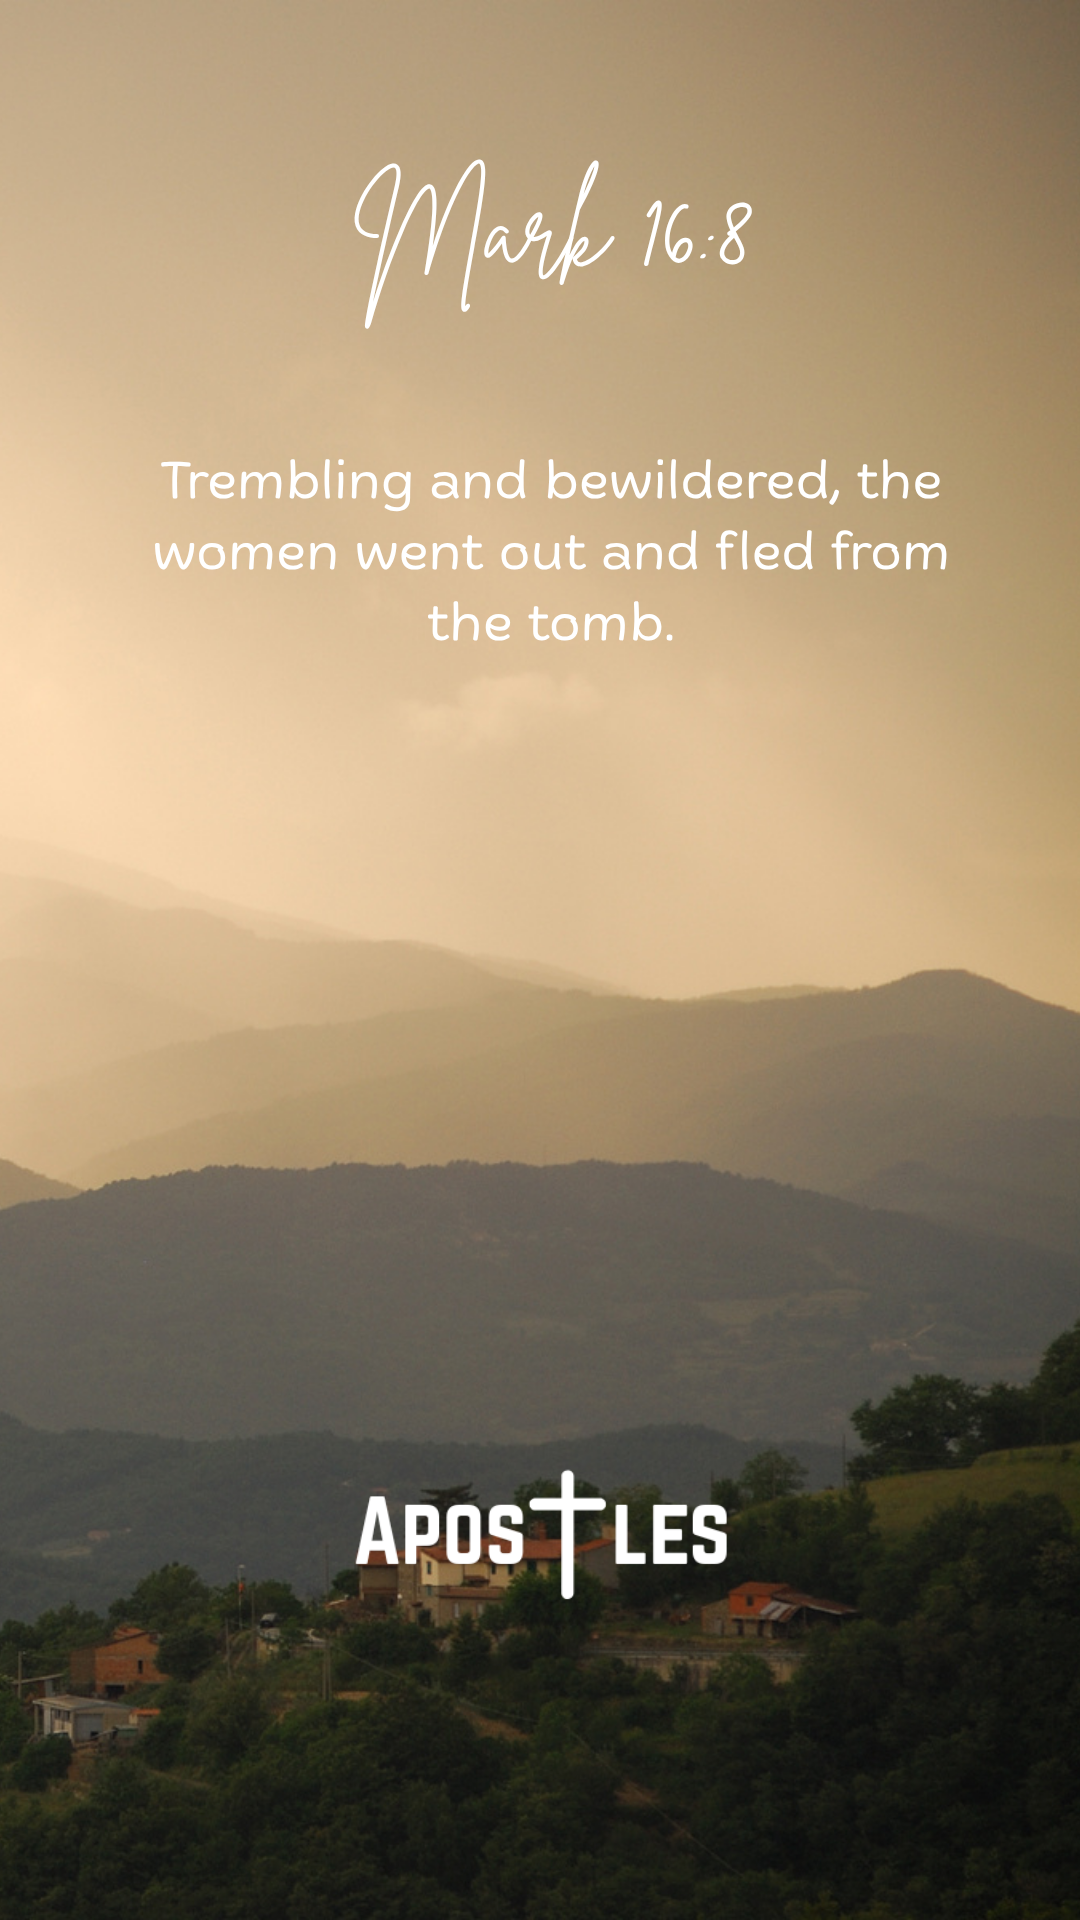 Mark 16:8
Trembling and bewildered, the
women went out and fled from
the tomb.
APOSTLES